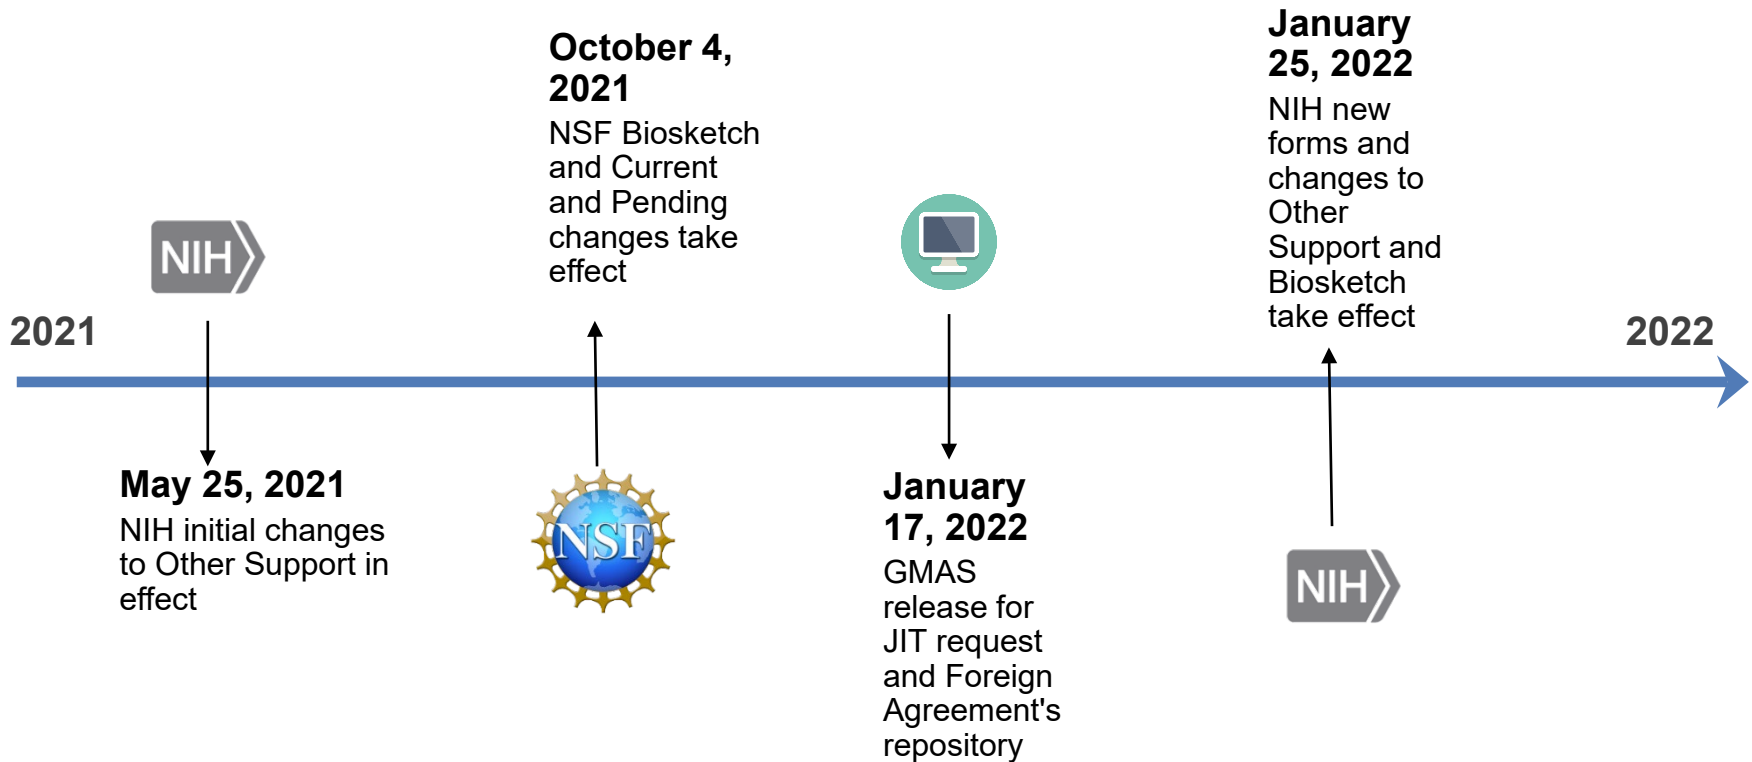 2021
NIH
May 25, 2021
NIH initial changes
to Other Support in
effect
October 4,
2021
NSF Biosketch
and Current
and Pending
changes take
effect
NSF
January
17, 2022
GMAS
release for
JIT request
and Foreign
Agreement's
repository
January
25, 2022
NIH new
forms and
changes to
Other
Support and
Biosketch
take effect
NIH
2022